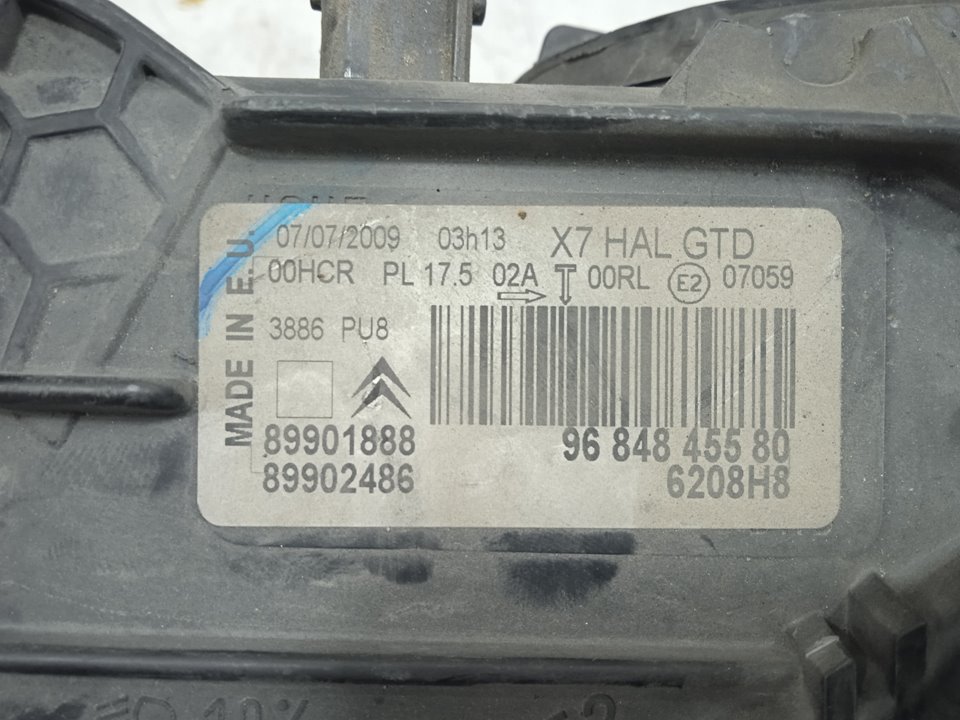 07/07/2009 03h13 X7 HAL GTD
00HCR PL 17.5 02A 00RL E2 07059
3886 PU8
MADE IN E.U.
89901888 96 848 455 80
89902486 6208H8